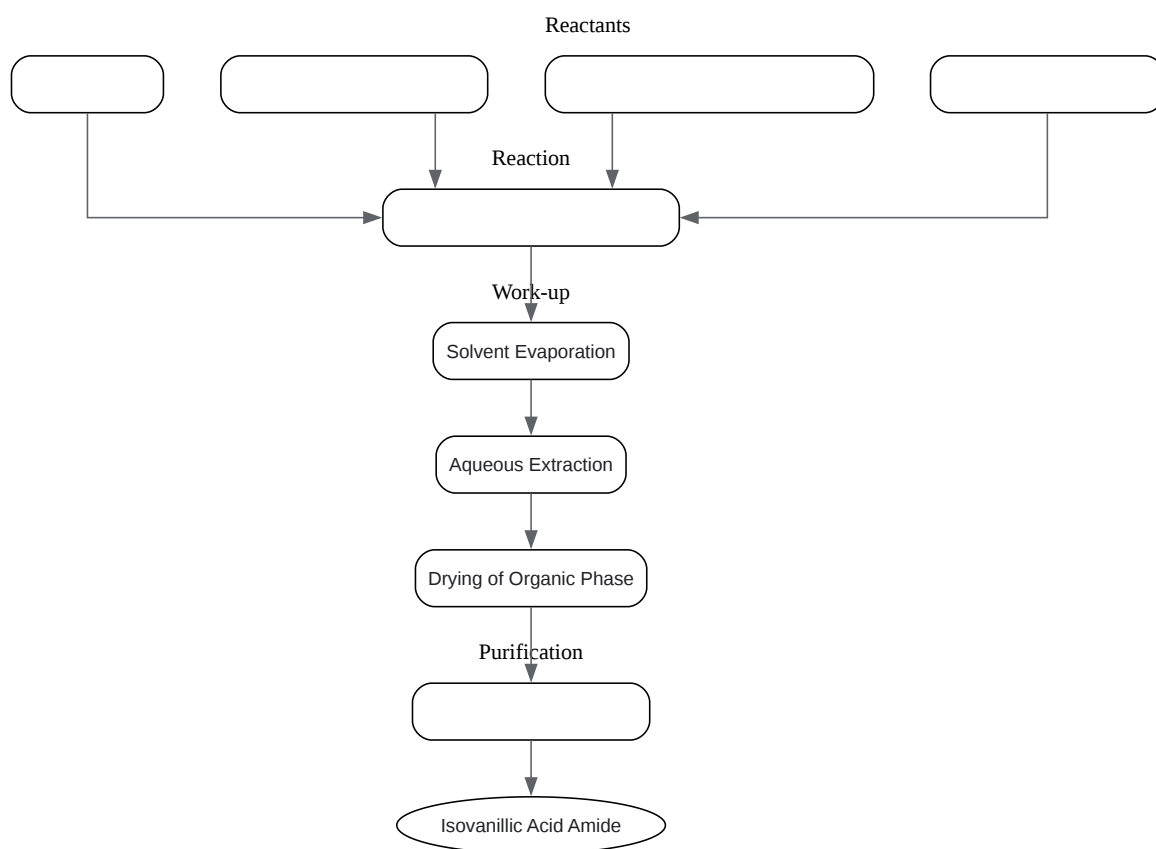 Reactants
Reaction
Work-up
Solvent Evaporation
Aqueous Extraction
Drying of Organic Phase
Purification
Isovanillic Acid Amide